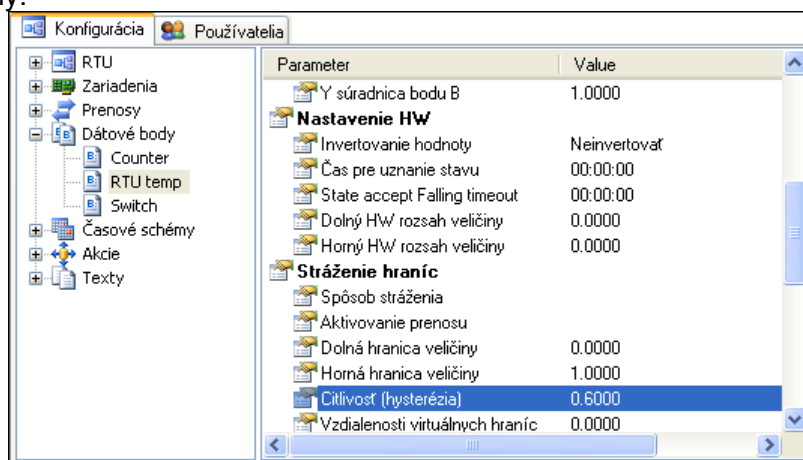 ny.
Konfigurácia Používatelia
RTU
Zariadenia
Prenosy
Dátové body
Counter
RTU temp
Switch
Časové schémy
Akcie
Texty
Parameter Value
Y súradnica bodu B 1.0000
Nastavenie HW
Invertovanie hodnoty Neinvertovať
Čas pre uznanie stavu 00:00:00
State accept Falling timeout 00:00:00
Dolný HW rozsah veličiny 0.0000
Horný HW rozsah veličiny 0.0000
Stráženie hraníc
Spôsob stráženia
Aktivovanie prenosu
Dolná hranica veličiny 0.0000
Horná hranica veličiny 1.0000
Citlivosť (hysterézia) 0.6000
Vzdialenosti virtuálnych hraníc 0.0000